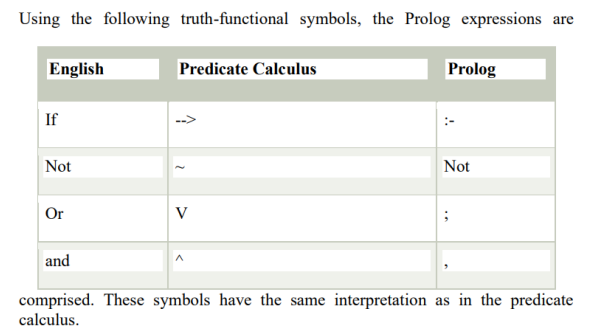 Using the following truth-functional symbols, the Prolog expressions are
English Predicate Calculus Prolog
If --> :-
Not ~ Not
Or V ;
and ^ ,
comprised. These symbols have the same interpretation as in the predicate
calculus.